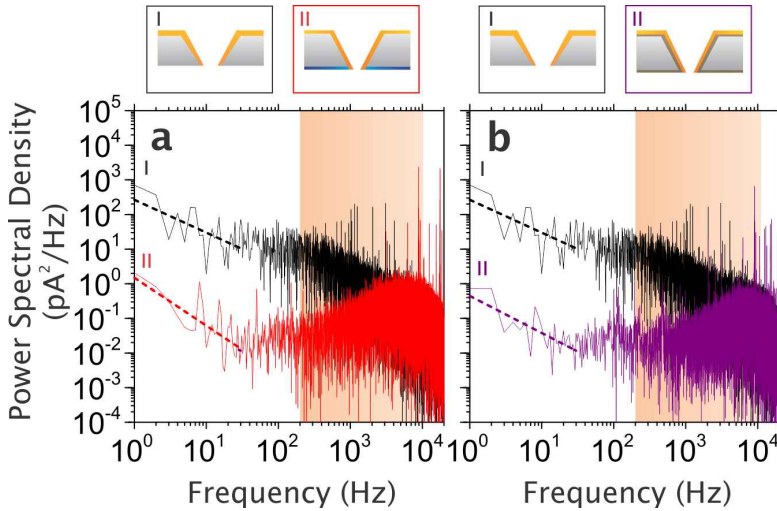 I
II
I
II
a
b
I
II
I
II
10^5
10^4
10^3
10^2
10^1
10^0
10^-1
10^-2
10^-3
10^-4
Power Spectral Density
(pA^2/Hz)
10^0 10^1 10^2 10^3 10^4 10^0 10^1 10^2 10^3 10^4
Frequency (Hz) Frequency (Hz)